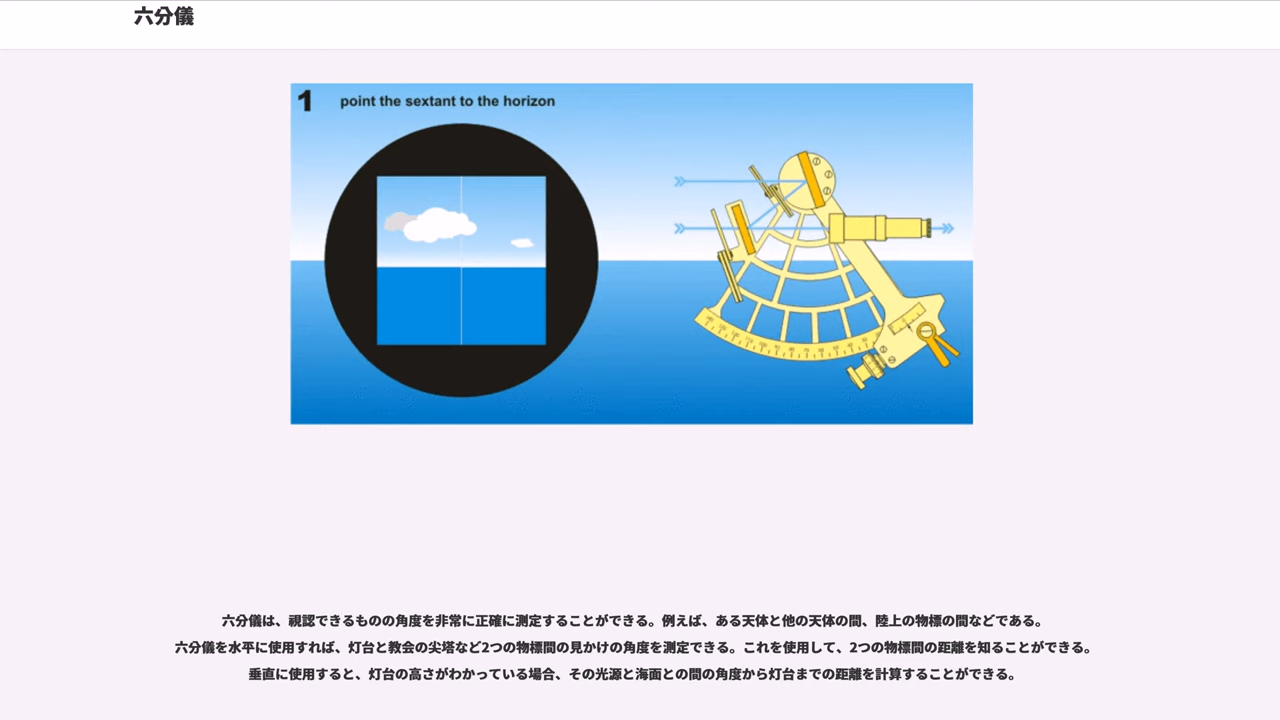 六分儀
1 point the sextant to the horizon
六分儀は、視認できるものの角度を非常に正確に測定することができる。例えば、ある天体と他の天体の間、陸上の物標の間などである。
六分儀を水平に使用すれば、灯台と教会の尖塔など2つの物標間の見かけの角度を測定できる。これを使用して、2つの物標間の距離を知ることができる。
垂直に使用すると、灯台の高さがわかっている場合、その光源と海面との間の角度から灯台までの距離を計算することができる。